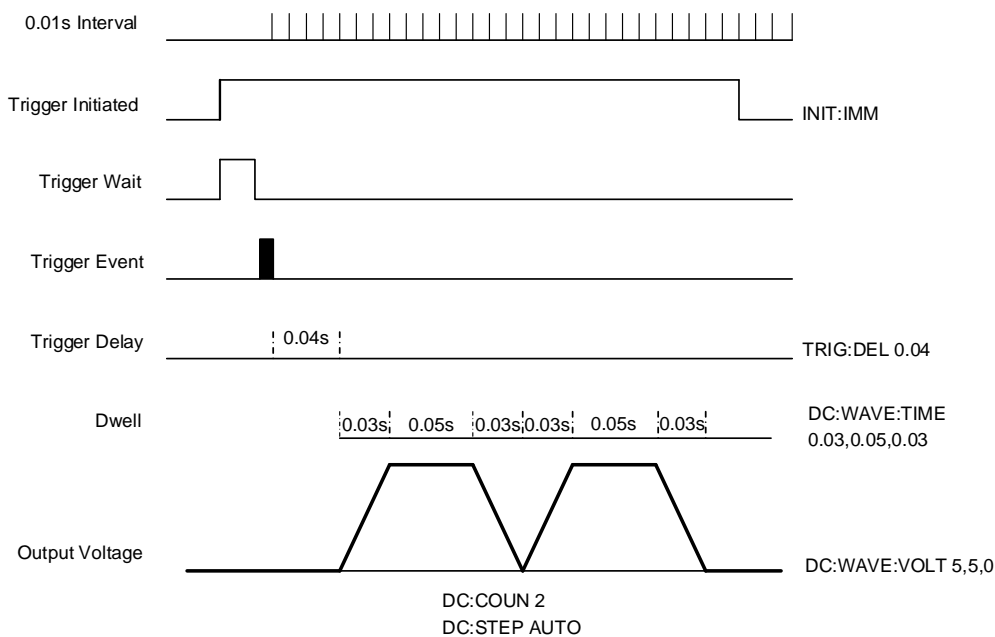 0.01s Interval
Trigger Initiated
INIT:IMM
Trigger Wait
Trigger Event
Trigger Delay
0.04s
TRIG:DEL 0.04
Dwell
0.03s 0.05s 0.03s 0.03s 0.05s 0.03s
DC:WAVE:TIME
0.03,0.05,0.03
Output Voltage
DC:WAVE:VOLT 5,5,0
DC:COUN 2
DC:STEP AUTO